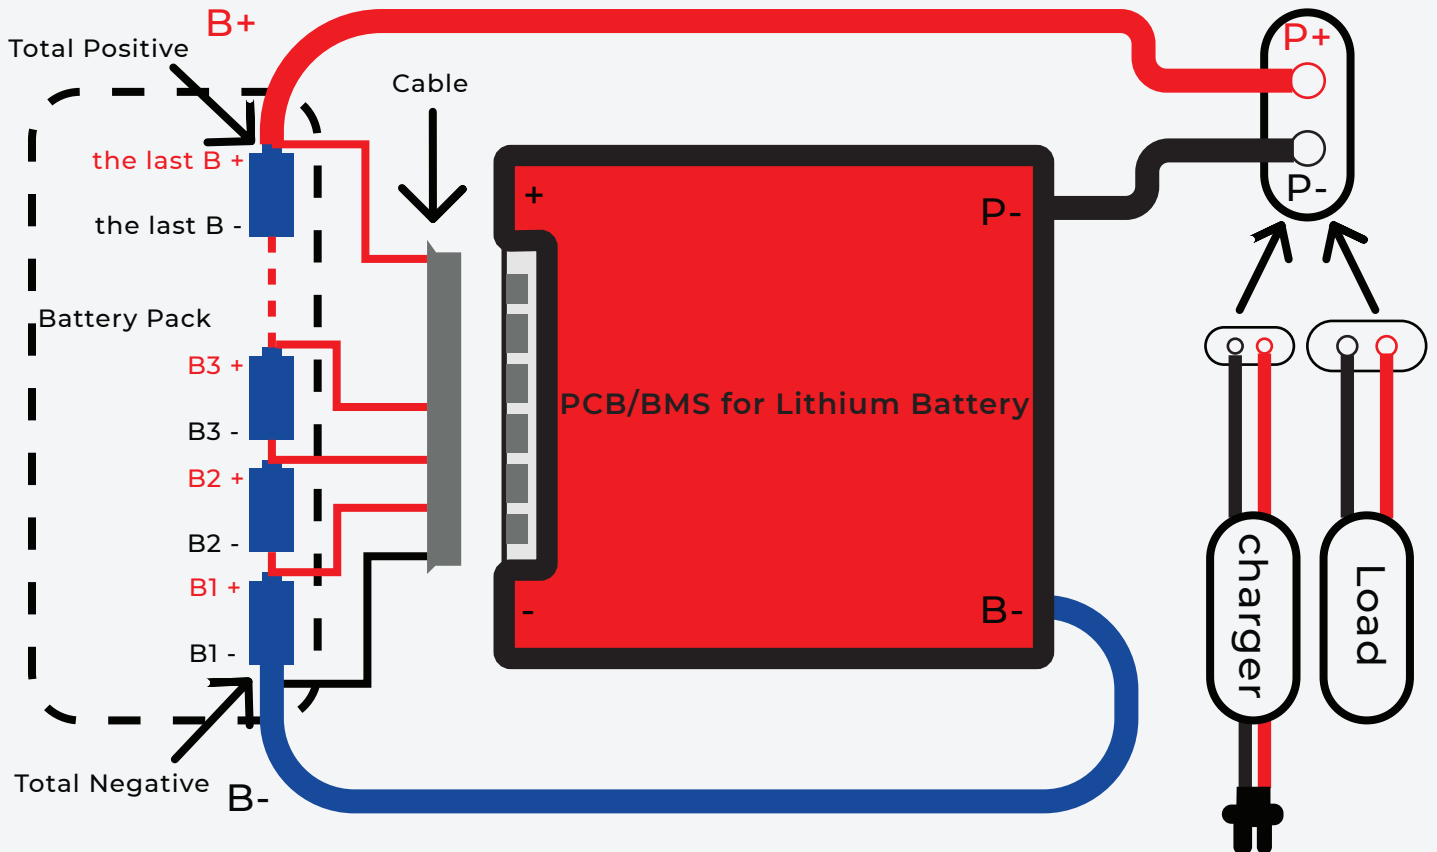 B+
Total Positive
Cable
P+
the last B +
the last B -
+
P-
P-
Battery Pack
B3 +
B3 -
PCB/BMS for Lithium Battery
B2 +
B2 -
B1 +
B1 -
-
B-
charger
Load
Total Negative
B-